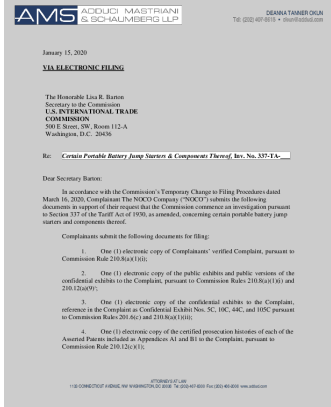 AMS ADDUCI MASTRIANI
& SCHAUMBERG LLP
DEANNA TANNER OKUN
January 15, 2020
VIA ELECTRONIC FILING
The Honorable Lisa R. Barton
Secretary to the Commission
U.S. INTERNATIONAL TRADE
COMMISSION
500 E Street, SW, Room 112-A
Washington, D.C. 20436
Re: Certain Portable Battery Jump Starters & Components Thereof, Inv. No. 337-TA-___
Dear Secretary Barton:
In accordance with the Commission's Temporary Change to Filing Procedures dated
March 16, 2020, Complainant The NOCO Company ("NOCO") submits the following
documents in support of their request that the Commission commence an investigation pursuant
to Section 337 of the Tariff Act of 1930, as amended, concerning certain portable battery jump
starters and components thereof.
Complainants submit the following documents for filing:
1. One (1) electronic copy of Complainants' verified Complaint, pursuant to
Commission Rule 210.8(a)(1)(i);
2. One (1) electronic copy of the public exhibits and public versions of the
confidential exhibits to the Complaint, pursuant to Commission Rules 210.8(a)(1)(i) and
210.12(a)(9);
3. One (1) electronic copy of the confidential exhibits to the Complaint,
reference in the Complaint as Confidential Exhibit Nos. 5C, 10C, 44C, and 105C pursuant
to Commission Rules 201.6(c) and 210.8(a)(1)(ii);
4. One (1) electronic copy of the certified prosecution histories of each of the
Asserted Patents included as Appendices A1 and B1 to the Complaint, pursuant to
Commission Rule 210.12(c)(1);
ATTORNEYS AT LAW